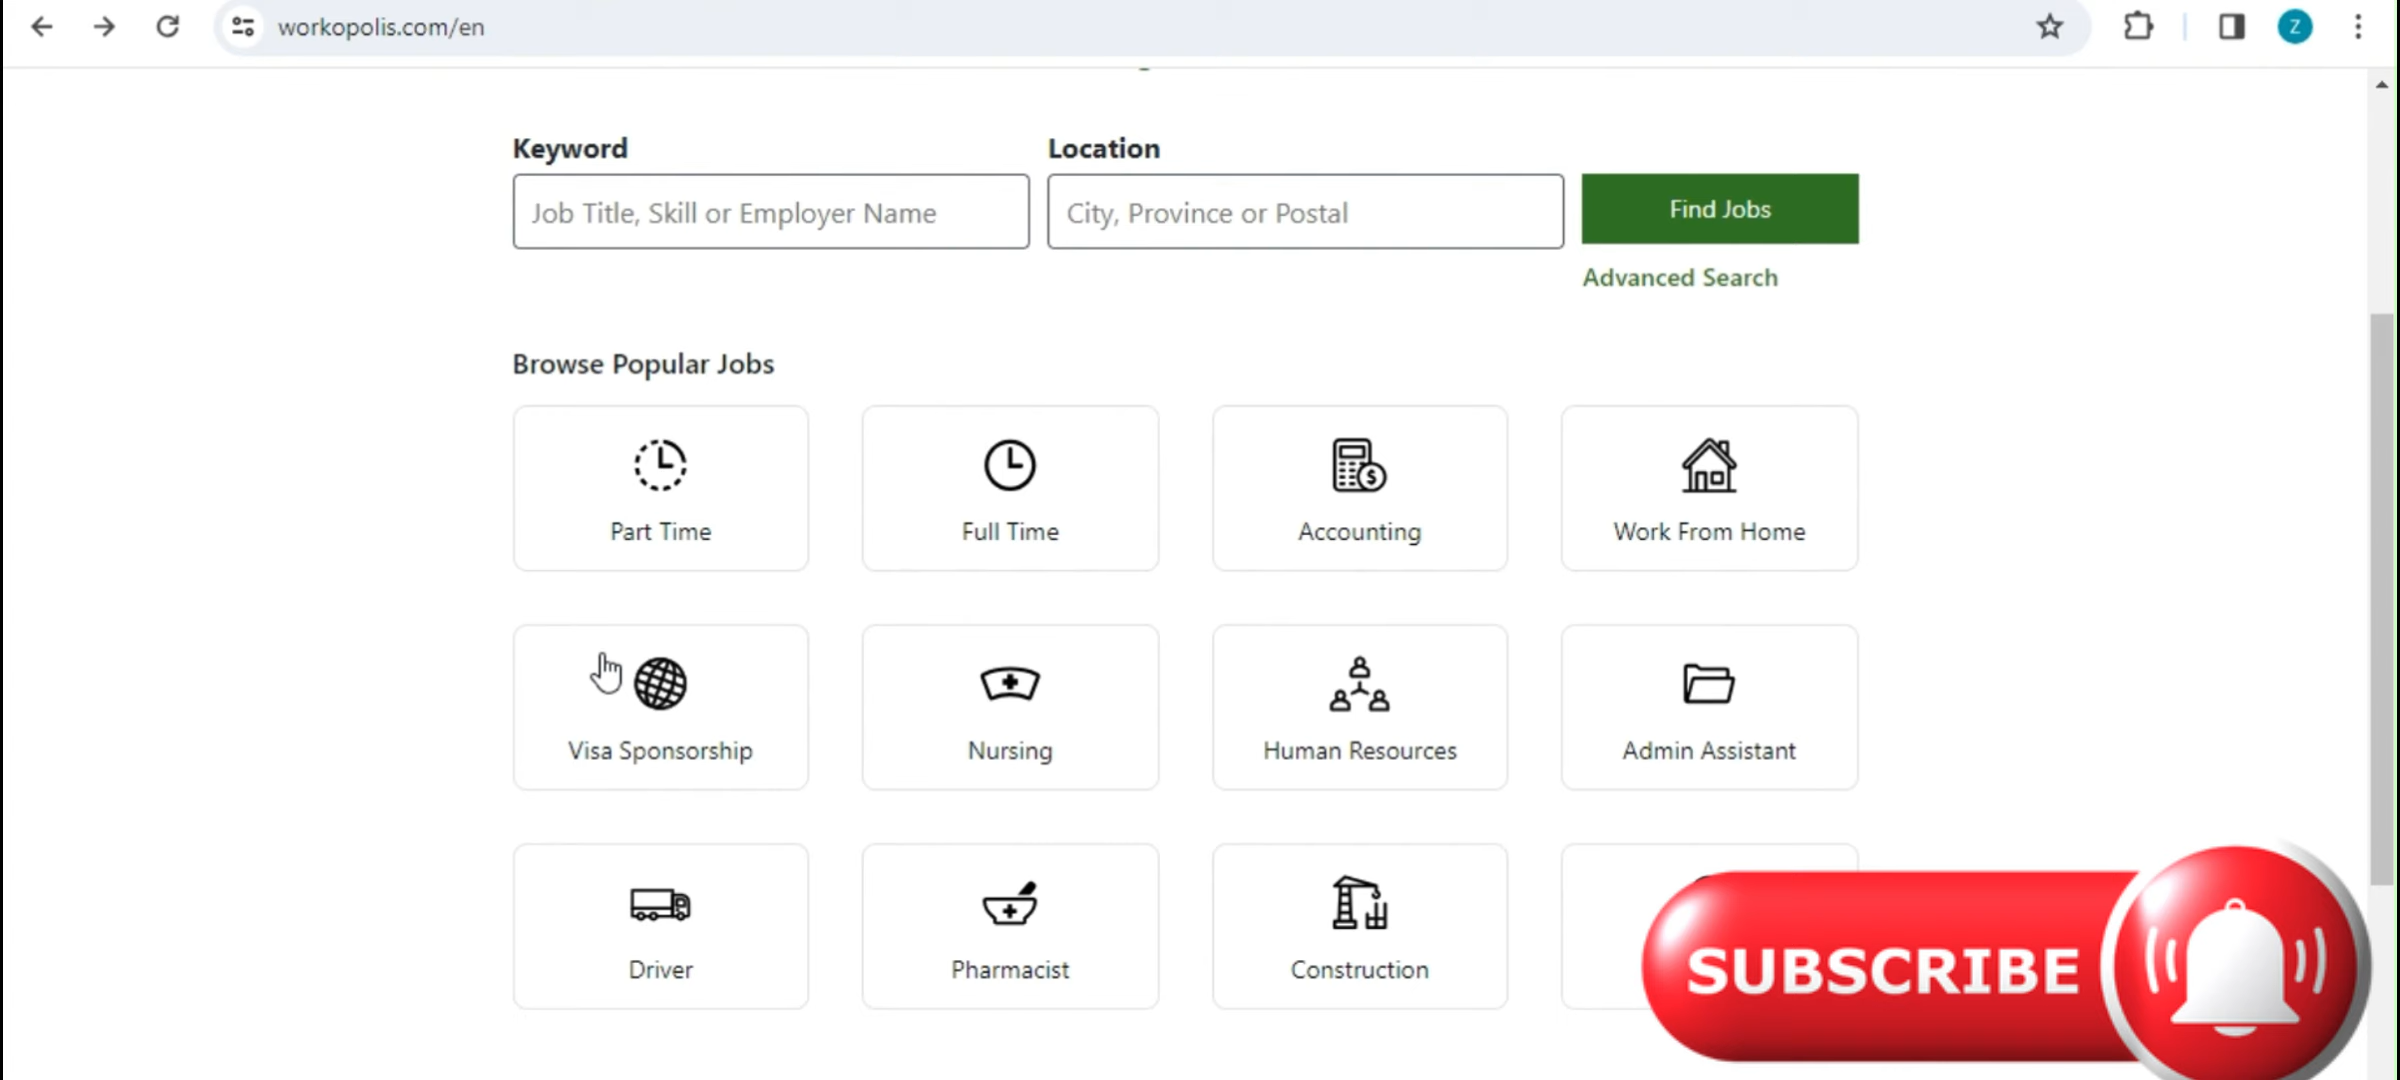 workopolis.com/en
Z
Keyword
Location
Job Title, Skill or Employer Name
City, Province or Postal
Find Jobs
Advanced Search
Browse Popular Jobs
Part Time
Full Time
Accounting
Work From Home
Visa Sponsorship
Nursing
Human Resources
Admin Assistant
Driver
Pharmacist
Construction
SUBSCRIBE